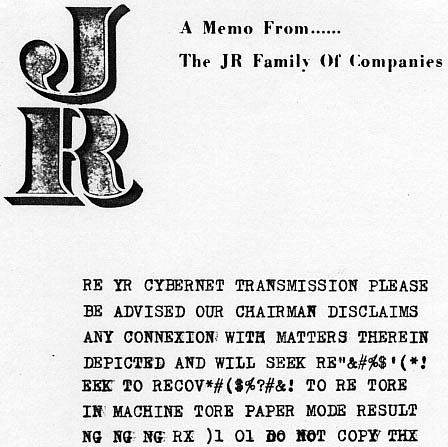 JR
A Memo From......
The JR Family Of Companies
RE YR CYBERNET TRANSMISSION PLEASE
BE ADVISED OUR CHAIRMAN DISCLAIMS
ANY CONNEXION WITH MATTERS THEREIN
DEPICTED AND WILL SEEK RE"&#%$'(*!
EEK TO RECOV*#($%?#&! TO RE TORE
IN MACHINE TORE PAPER MODE RESULT
NG NG NG RX )1 01 DO NOT COPY THX